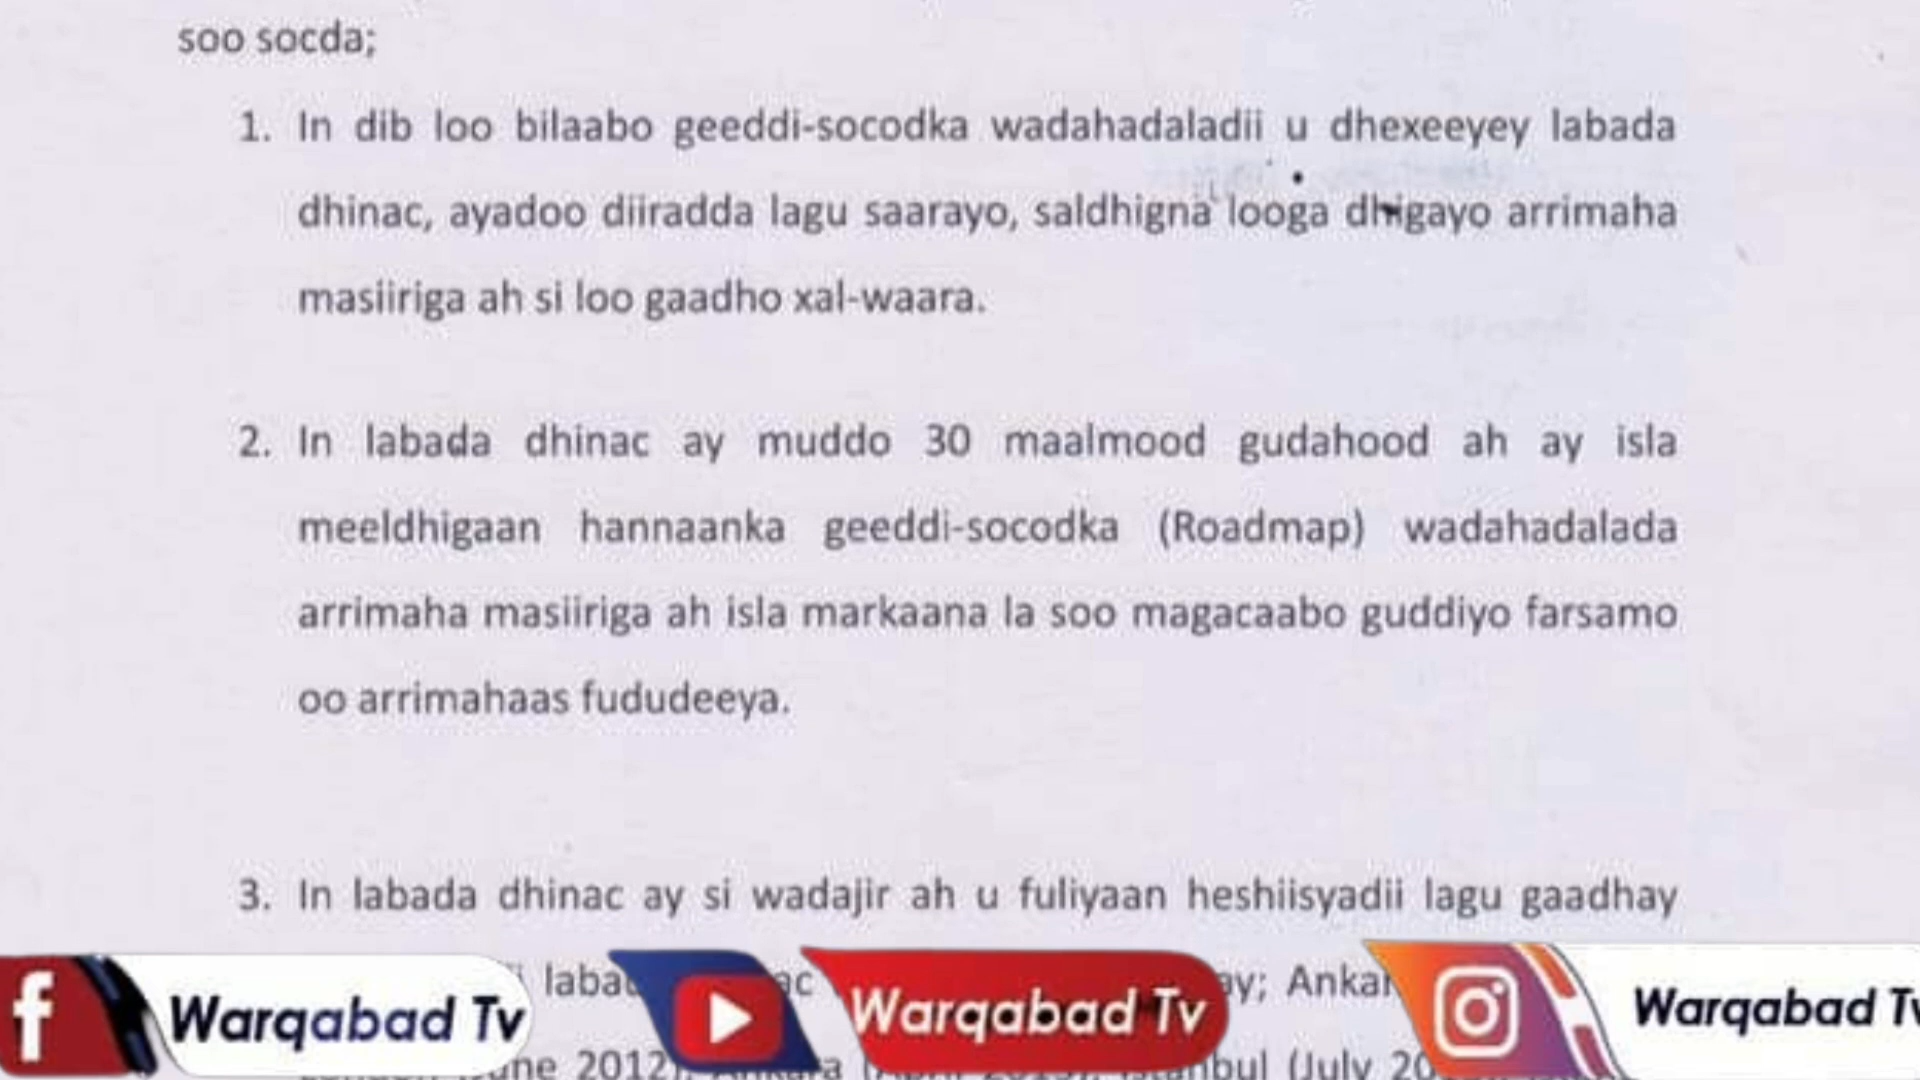 soo socda;
1. In dib loo bilaabo geeddi-socodka wadahadaladii u dhexeeyey labada
dhinac, ayadoo diiradda lagu saarayo, saldhigna looga dhigayo arrimaha
masiiriga ah si loo gaadho xal-waara.
2. In labada dhinac ay muddo 30 maalmood gudahood ah ay isla
meeldhigaan hannaanka geeddi-socodka (Roadmap) wadahadalada
arrimaha masiiriga ah isla markaana la soo magacaabo guddiyo farsamo
oo arrimahaas fududeeya.
3. In labada dhinac ay si wadajir ah u fuliyaan heshiisyadii lagu gaadhay
2012), Ankara (July
Warqabad Tv
Warqabad Tv
Warqabad Tv